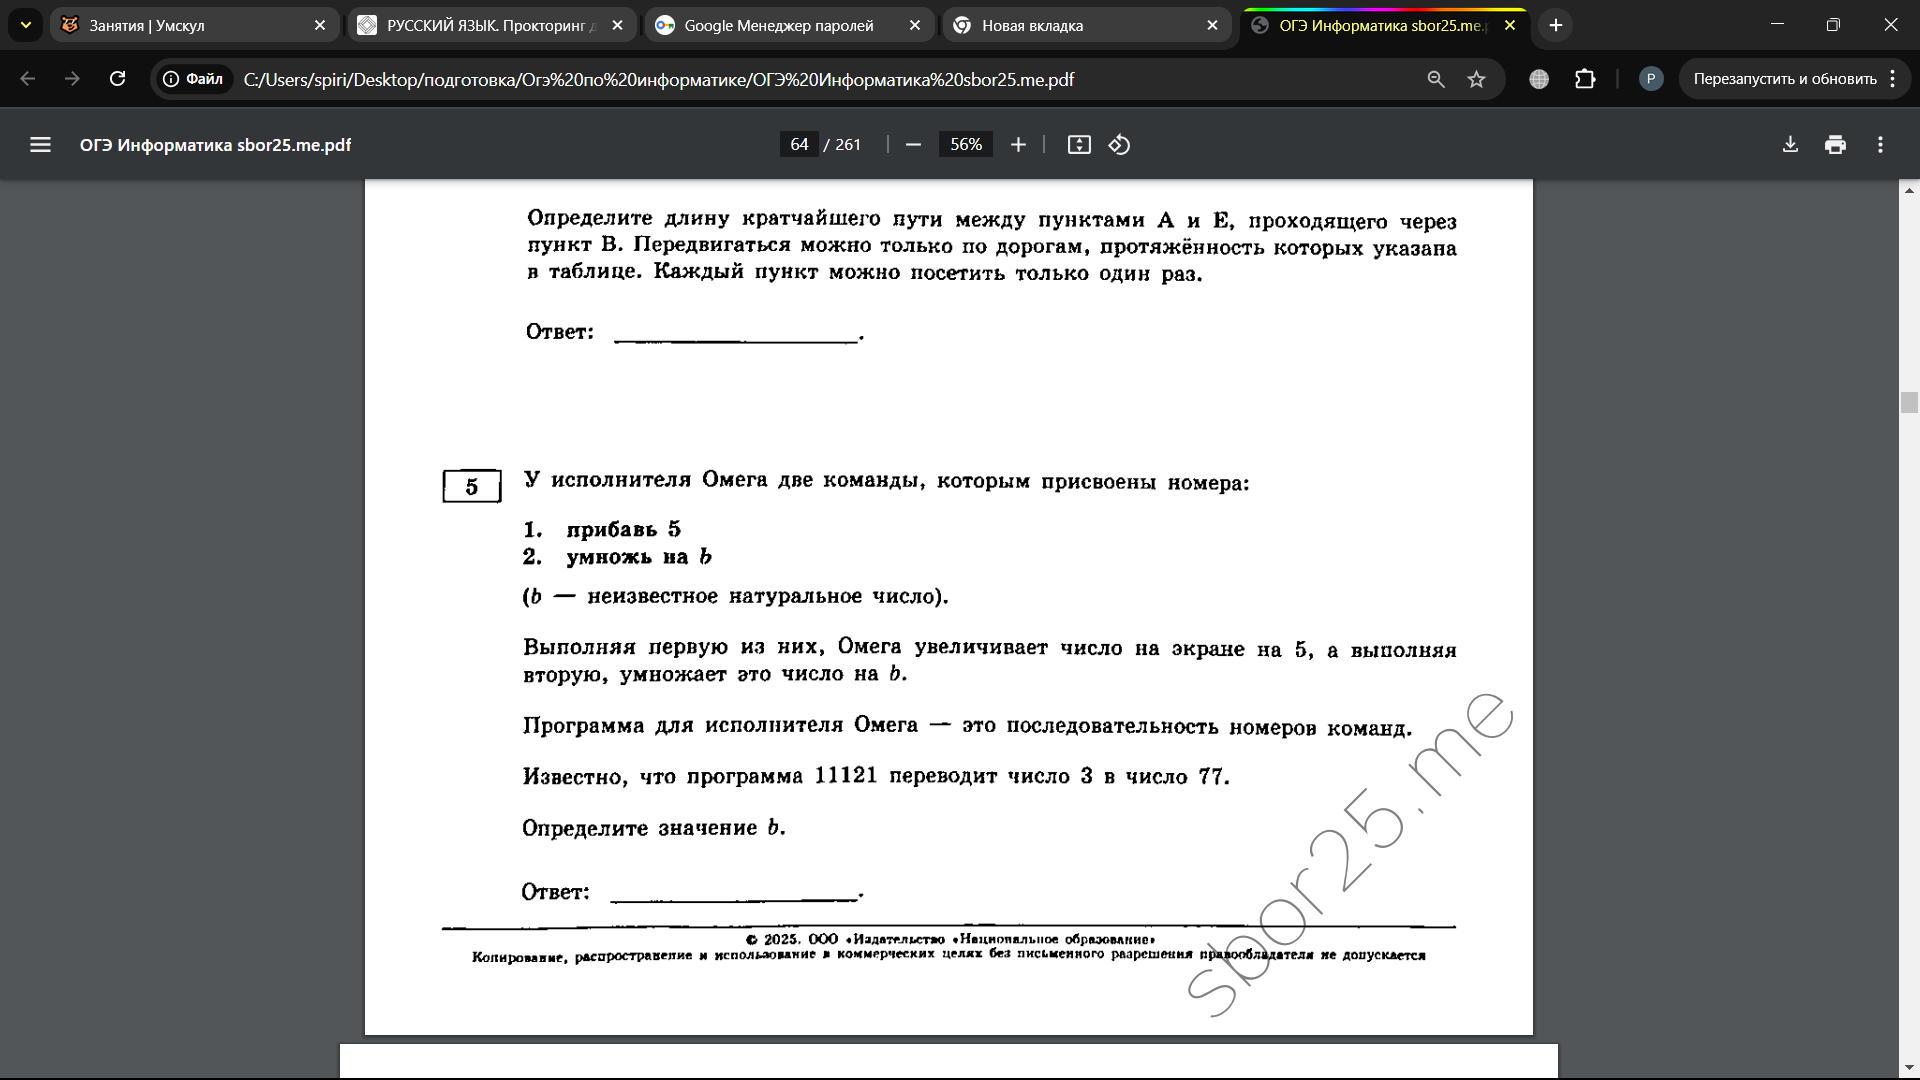 Занятия | Умскул
РУССКИЙ ЯЗЫК. Прокторинг д
Google Менеджер паролей
Новая вкладка
ОГЭ Информатика sbor25.me.p
Файл
C:/Users/spiri/Desktop/подготовка/Огэ%20по%20информатике/ОГЭ%20Информатика%20sbor25.me.pdf
P
Перезапустить и обновить
ОГЭ Информатика sbor25.me.pdf
64 / 261
56%
Определите длину кратчайшего пути между пунктами А и Е, проходящего через
пункт В. Передвигаться можно только по дорогам, протяжённость которых указана
в таблице. Каждый пункт можно посетить только один раз.
Ответ: ____________.
5
У исполнителя Омега две команды, которым присвоены номера:
1. прибавь 5
2. умножь на b
(b — неизвестное натуральное число).
Выполняя первую из них, Омега увеличивает число на экране на 5, а выполняя
вторую, умножает это число на b.
Программа для исполнителя Омега — это последовательность номеров команд.
Известно, что программа 11121 переводит число 3 в число 77.
Определите значение b.
Ответ: ____________.
© 2025. ООО «Издательство «Национальное образование»
Копирование, распространение и использование в коммерческих целях без письменного разрешения правообладателя не допускается
sbor25.me